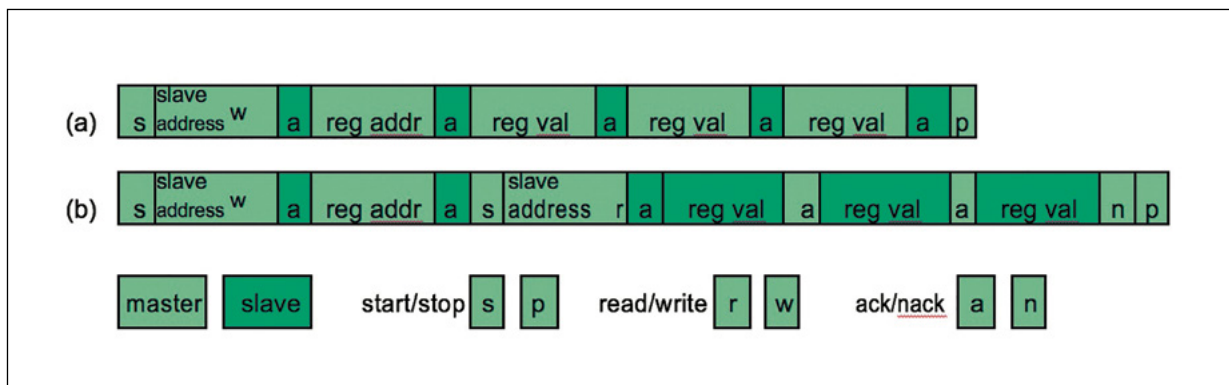 (a) s slave address w a reg addr a reg val a reg val a reg val a p
(b) s slave address w a reg addr a s slave address r a reg val a reg val a reg val n p
master slave start/stop s p read/write r w ack/nack a n